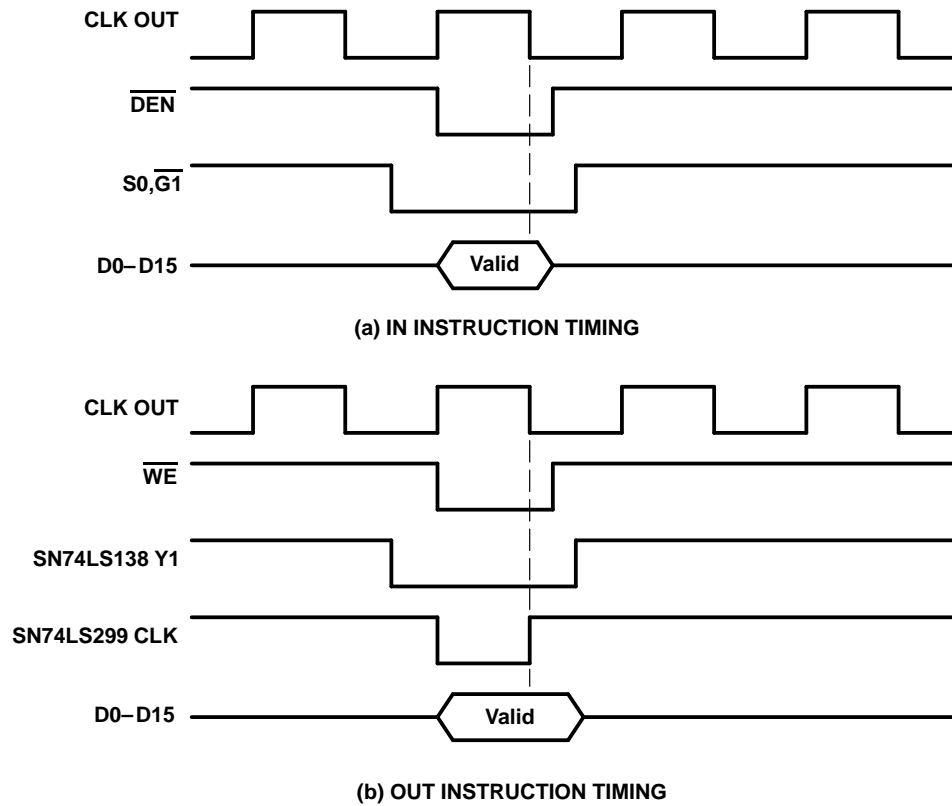 CLK OUT
DEN
S0,G1
D0–D15
Valid
(a) IN INSTRUCTION TIMING
CLK OUT
WE
SN74LS138 Y1
SN74LS299 CLK
D0–D15
Valid
(b) OUT INSTRUCTION TIMING